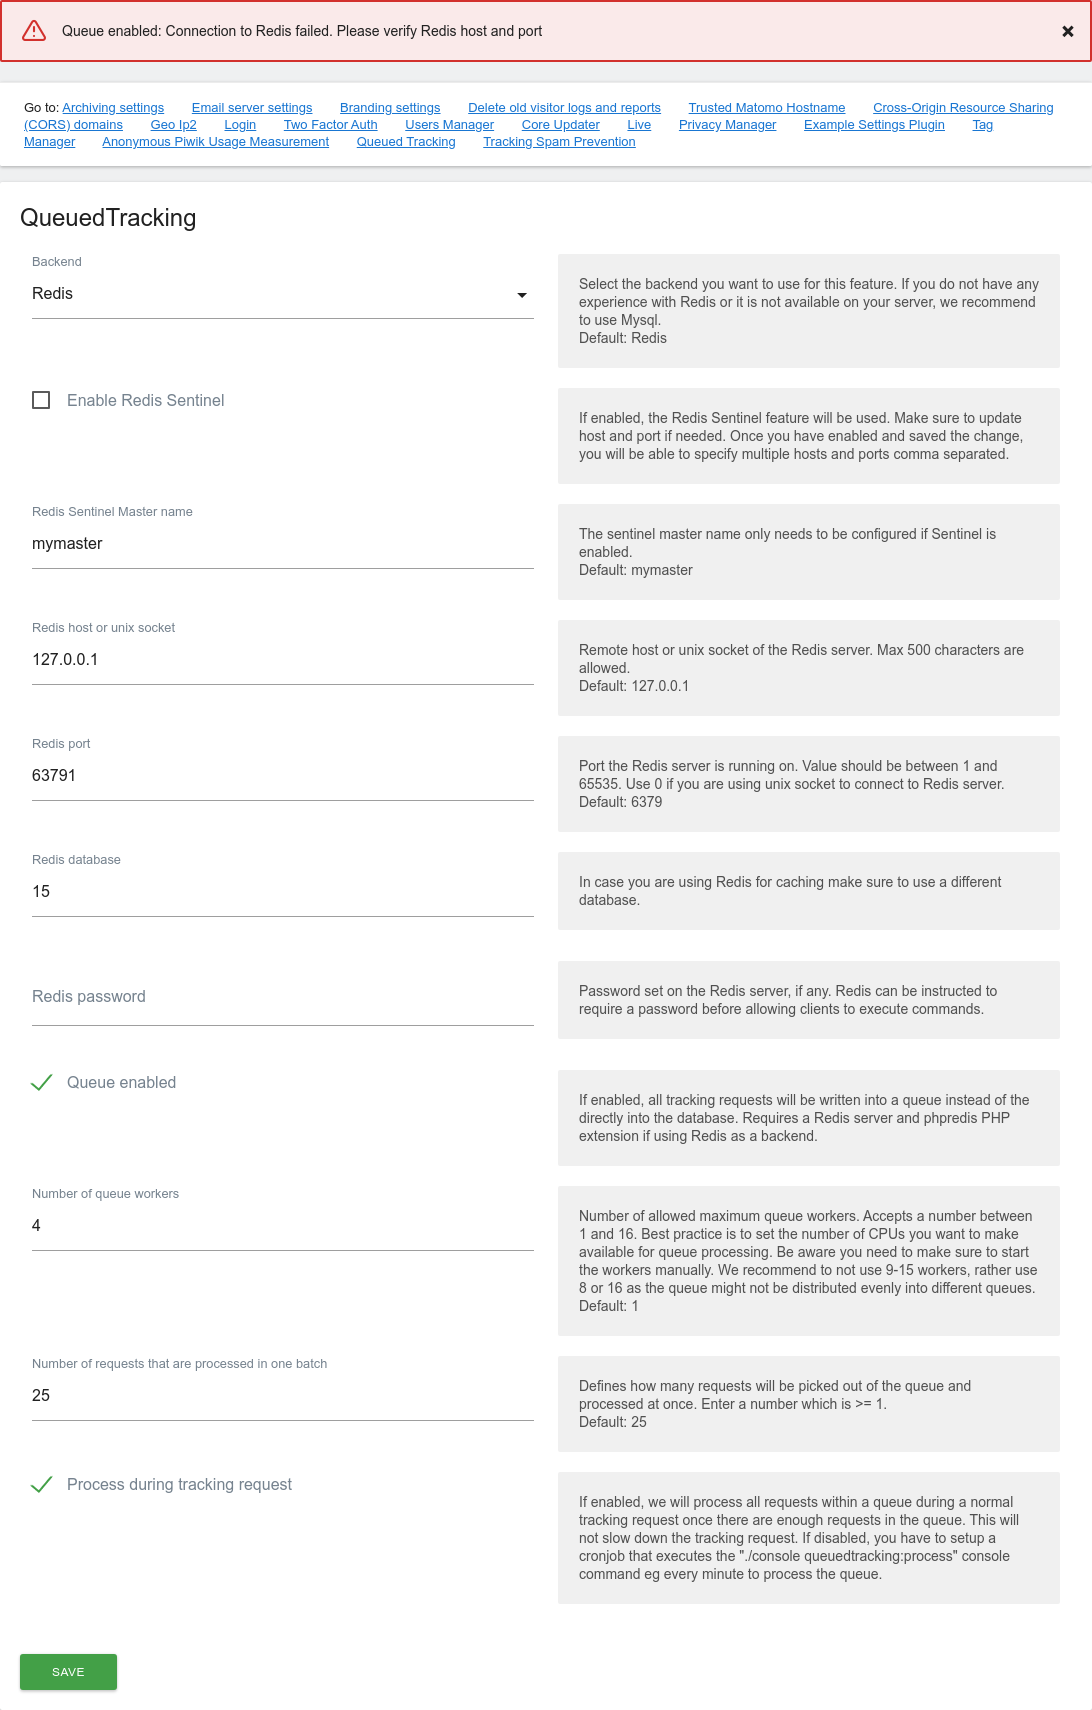 Queue enabled: Connection to Redis failed. Please verify Redis host and port
Go to: Archiving settings Email server settings Branding settings Delete old visitor logs and reports Trusted Matomo Hostname Cross-Origin Resource Sharing
(CORS) domains Geo Ip2 Login Two Factor Auth Users Manager Core Updater Live Privacy Manager Example Settings Plugin Tag
Manager Anonymous Piwik Usage Measurement Queued Tracking Tracking Spam Prevention
QueuedTracking
Backend
Redis
Select the backend you want to use for this feature. If you do not have any
experience with Redis or it is not available on your server, we recommend
to use Mysql.
Default: Redis
Enable Redis Sentinel
If enabled, the Redis Sentinel feature will be used. Make sure to update
host and port if needed. Once you have enabled and saved the change,
you will be able to specify multiple hosts and ports comma separated.
Redis Sentinel Master name
mymaster
The sentinel master name only needs to be configured if Sentinel is
enabled.
Default: mymaster
Redis host or unix socket
127.0.0.1
Remote host or unix socket of the Redis server. Max 500 characters are
allowed.
Default: 127.0.0.1
Redis port
63791
Port the Redis server is running on. Value should be between 1 and
65535. Use 0 if you are using unix socket to connect to Redis server.
Default: 6379
Redis database
15
In case you are using Redis for caching make sure to use a different
database.
Redis password
Password set on the Redis server, if any. Redis can be instructed to
require a password before allowing clients to execute commands.
Queue enabled
If enabled, all tracking requests will be written into a queue instead of the
directly into the database. Requires a Redis server and phpredis PHP
extension if using Redis as a backend.
Number of queue workers
4
Number of allowed maximum queue workers. Accepts a number between
1 and 16. Best practice is to set the number of CPUs you want to make
available for queue processing. Be aware you need to make sure to start
the workers manually. We recommend to not use 9-15 workers, rather use
8 or 16 as the queue might not be distributed evenly into different queues.
Default: 1
Number of requests that are processed in one batch
25
Defines how many requests will be picked out of the queue and
processed at once. Enter a number which is >= 1.
Default: 25
Process during tracking request
If enabled, we will process all requests within a queue during a normal
tracking request once there are enough requests in the queue. This will
not slow down the tracking request. If disabled, you have to setup a
cronjob that executes the "./console queuedtracking:process" console
command eg every minute to process the queue.
SAVE